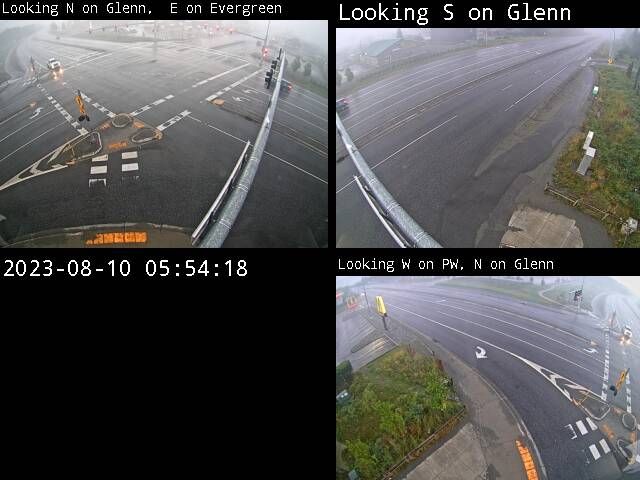 Looking N on Glenn, E on Evergreen
Looking S on Glenn
2023-08-10 05:54:18
Looking W on PW, N on Glenn